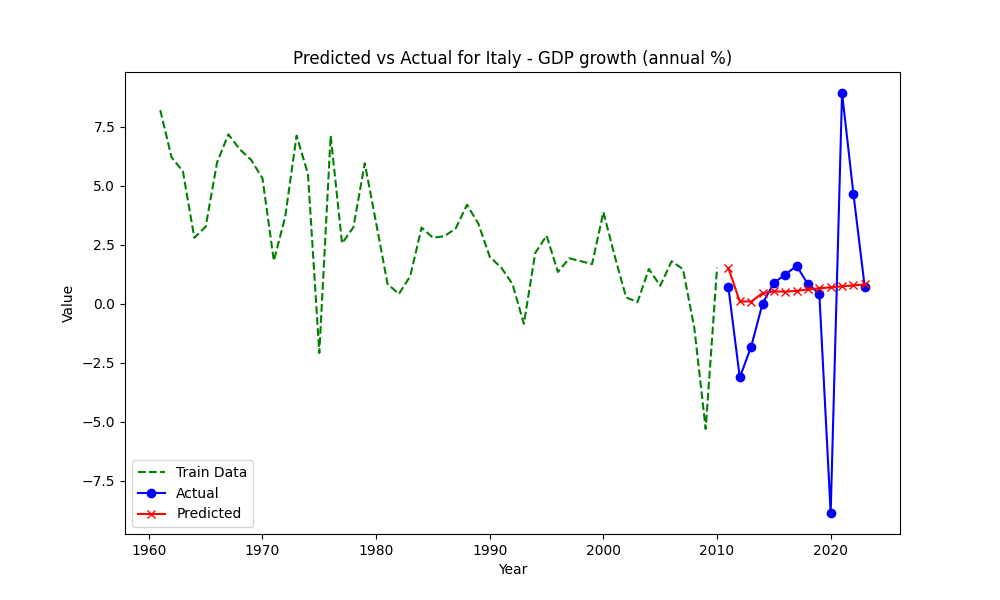 Predicted vs Actual for Italy - GDP growth (annual %)
Value
7.5
5.0
2.5
0.0
−2.5
−5.0
−7.5
Train Data
Actual
Predicted
1960 1970 1980 1990 2000 2010 2020
Year